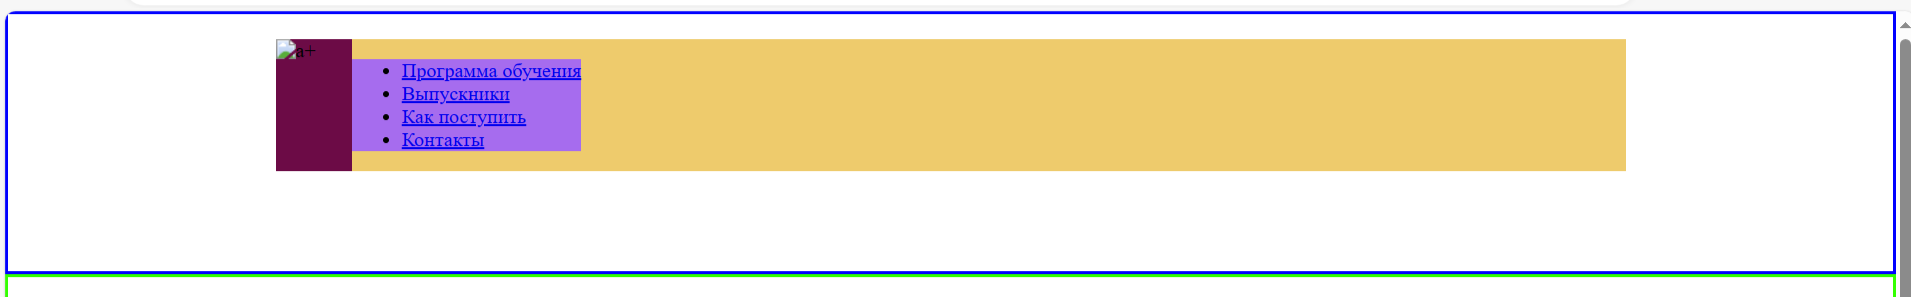 a+
Программа обучения
Выпускники
Как поступить
Контакты